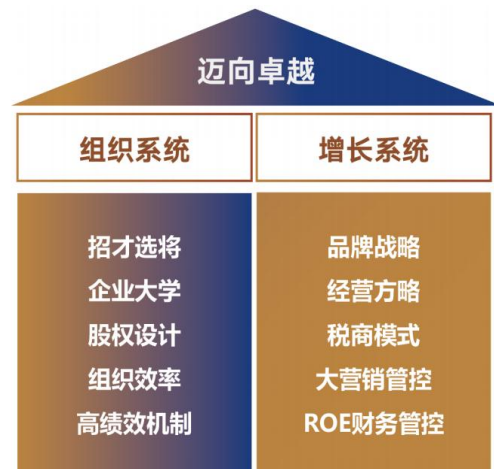 迈向卓越
组织系统
增长系统
招才选将
企业大学
股权设计
组织效率
高绩效机制
品牌战略
经营方略
税商模式
大营销管控
ROE财务管控